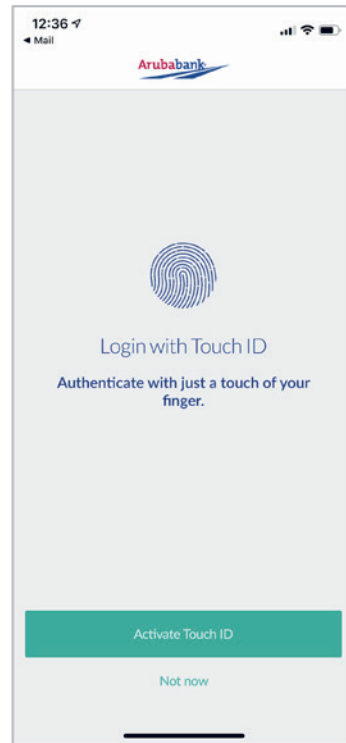 12:36
Mail
Arubabank
Login with Touch ID
Authenticate with just a touch of your
finger.
Activate Touch ID
Not now